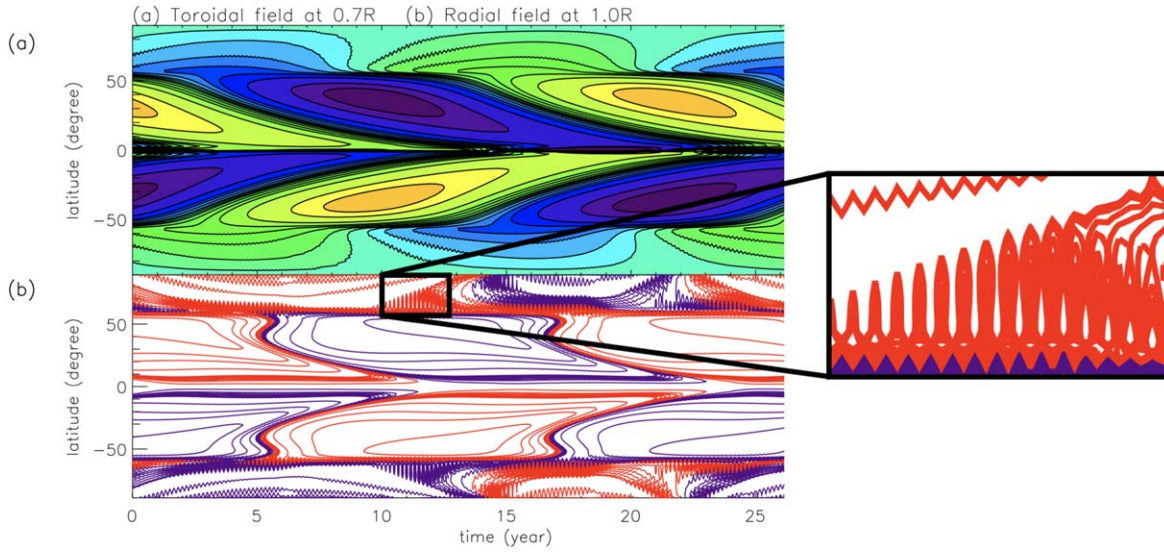 (a) Toroidal field at 0.7R (b) Radial field at 1.0R
(a)
50
0
−50
latitude (degree)
(b)
50
0
−50
latitude (degree)
0 5 10 15 20 25
time (year)